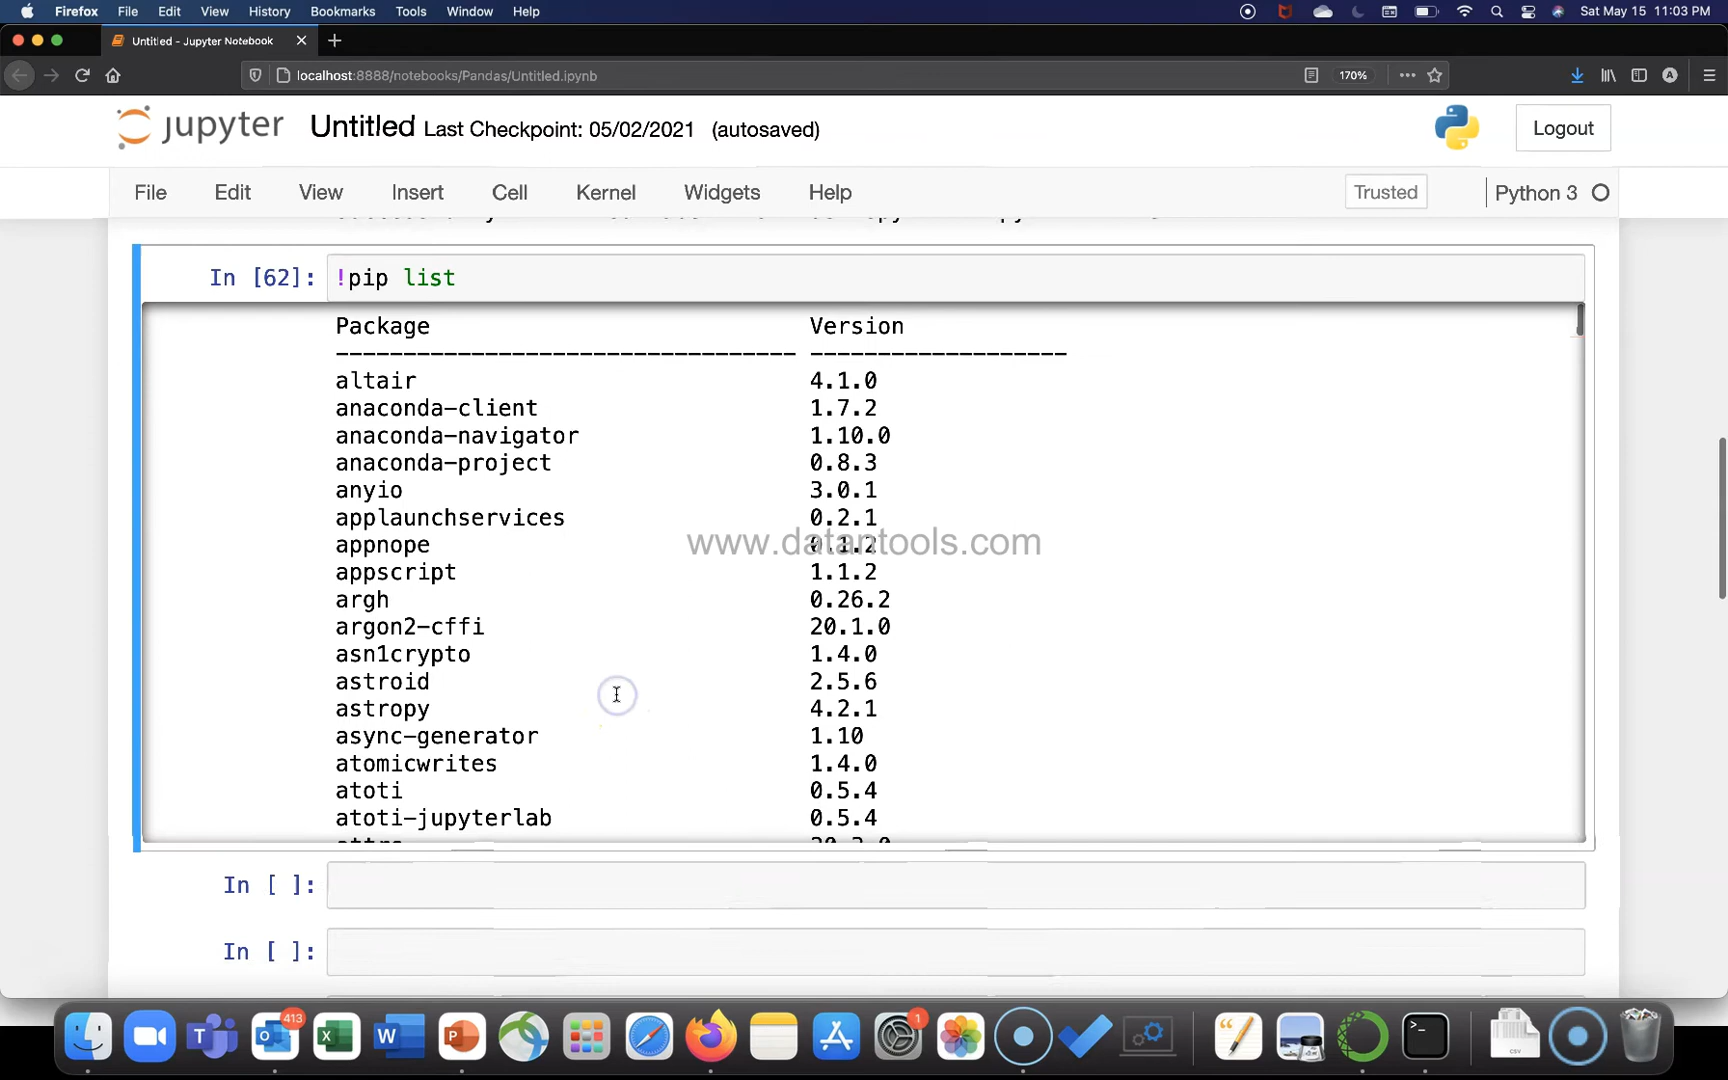 Firefox File Edit View History Bookmarks Tools Window Help Sat May 15 11:03 PM
Untitled - Jupyter Notebook
localhost:8888/notebooks/Pandas/Untitled.ipynb 170%
jupyter Untitled Last Checkpoint: 05/02/2021 (autosaved) Logout
File Edit View Insert Cell Kernel Widgets Help Trusted Python 3
In [62]: !pip list
Package Version
---------------------------------- -------------------
altair 4.1.0
anaconda-client 1.7.2
anaconda-navigator 1.10.0
anaconda-project 0.8.3
anyio 3.0.1
applaunchservices 0.2.1
appnope 0.1.2
www.datantools.com
appscript 1.1.2
argh 0.26.2
argon2-cffi 20.1.0
asn1crypto 1.4.0
astroid 2.5.6
astropy 4.2.1
async-generator 1.10
atomicwrites 1.4.0
atoti 0.5.4
atoti-jupyterlab 0.5.4
In [ ]:
In [ ]:
413
1
CSV